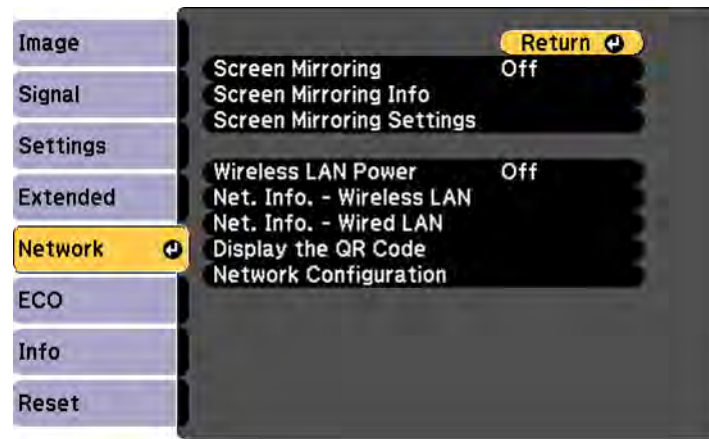 Image
Signal
Settings
Extended
Network
ECO
Info
Reset
Return
Screen Mirroring Off
Screen Mirroring Info
Screen Mirroring Settings
Wireless LAN Power Off
Net. Info. - Wireless LAN
Net. Info. - Wired LAN
Display the QR Code
Network Configuration